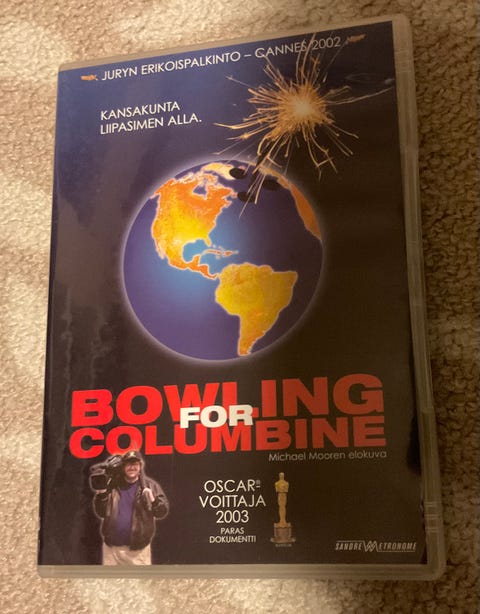 JURYN ERIKOISPALKINTO – CANNES 2002
KANSAKUNTA
LIIPASIMEN ALLA.
BOWLING
FOR
COLUMBINE
Michael Mooren elokuva
OSCAR®
VOITTAJA
2003
PARAS
DOKUMENTTI
SANDREW METRONOME